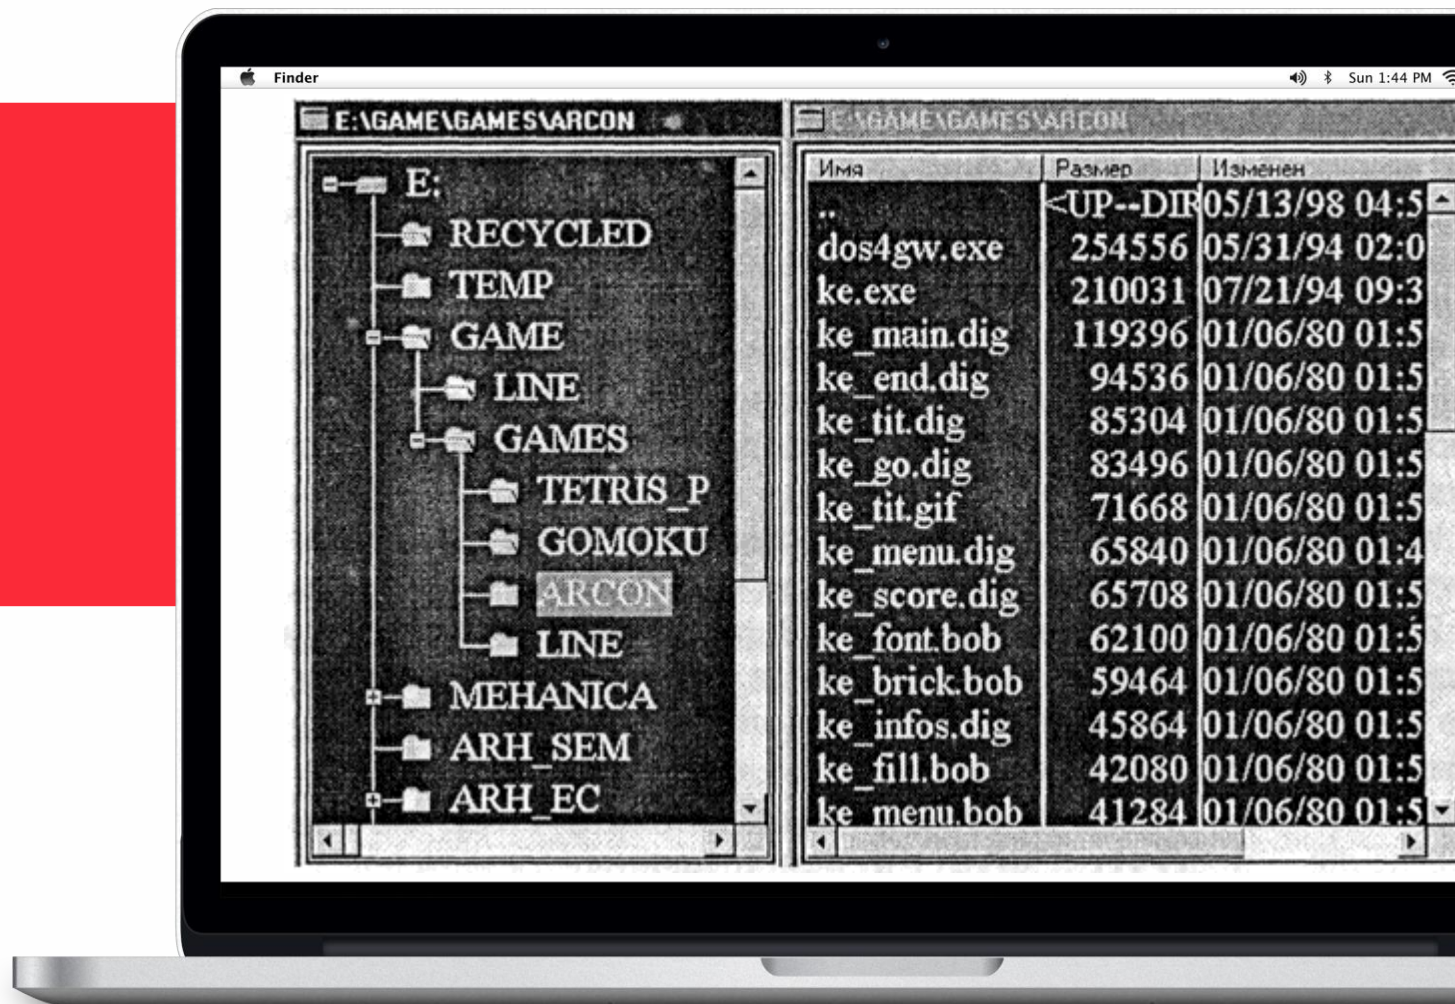 Finder
Sun 1:44 PM
E:\GAME\GAMES\ARCON
E:\GAME\GAMES\ARCON
E:
RECYCLED
TEMP
GAME
LINE
GAMES
TETRIS_P
GOMOKU
ARCON
LINE
MEHANICA
ARH_SEM
ARH_EC
Имя Размер Изменен
.. <UP--DIR 05/13/98 04:5
dos4gw.exe 254556 05/31/94 02:0
ke.exe 210031 07/21/94 09:3
ke_main.dig 119396 01/06/80 01:5
ke_end.dig 94536 01/06/80 01:5
ke_tit.dig 85304 01/06/80 01:5
ke_go.dig 83496 01/06/80 01:5
ke_tit.gif 71668 01/06/80 01:5
ke_menu.dig 65840 01/06/80 01:4
ke_score.dig 65708 01/06/80 01:5
ke_font.bob 62100 01/06/80 01:5
ke_brick.bob 59464 01/06/80 01:5
ke_infos.dig 45864 01/06/80 01:5
ke_fill.bob 42080 01/06/80 01:5
ke_menu.bob 41284 01/06/80 01:5